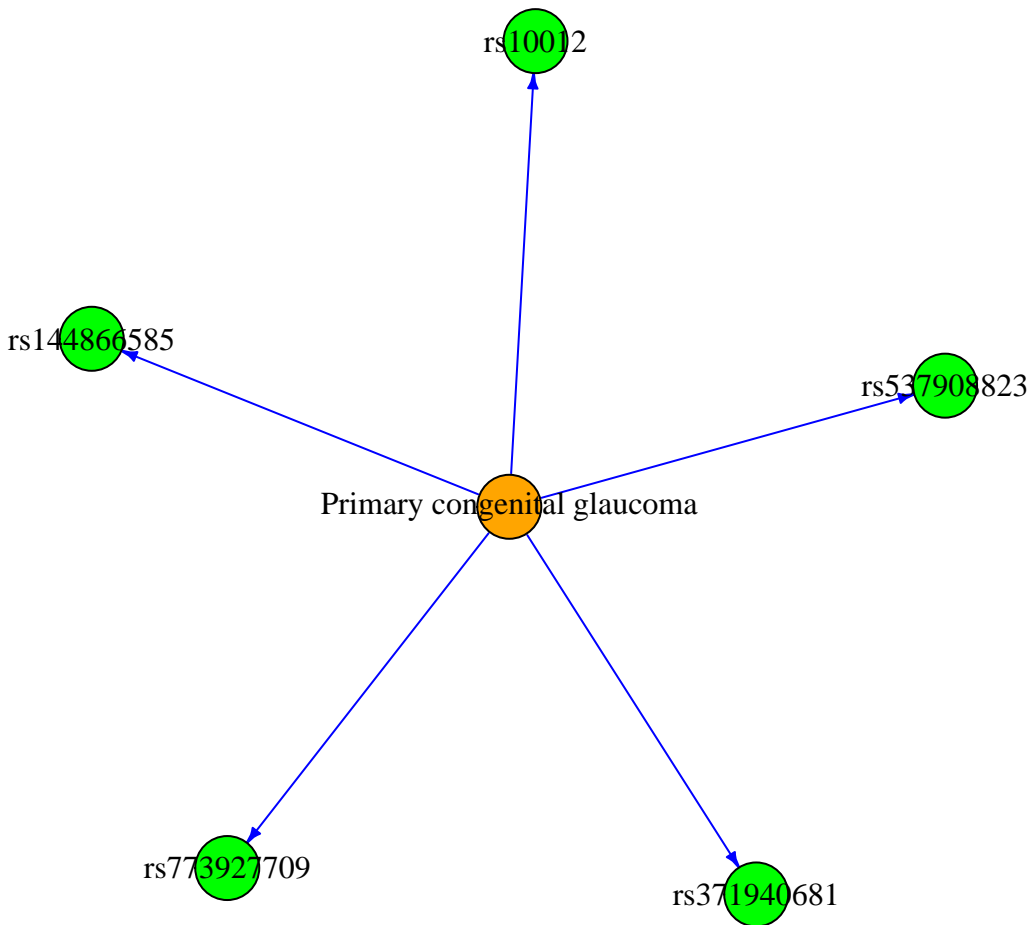 rs10012
rs144866585
rs537908823
Primary congenital glaucoma
rs773927709
rs371940681